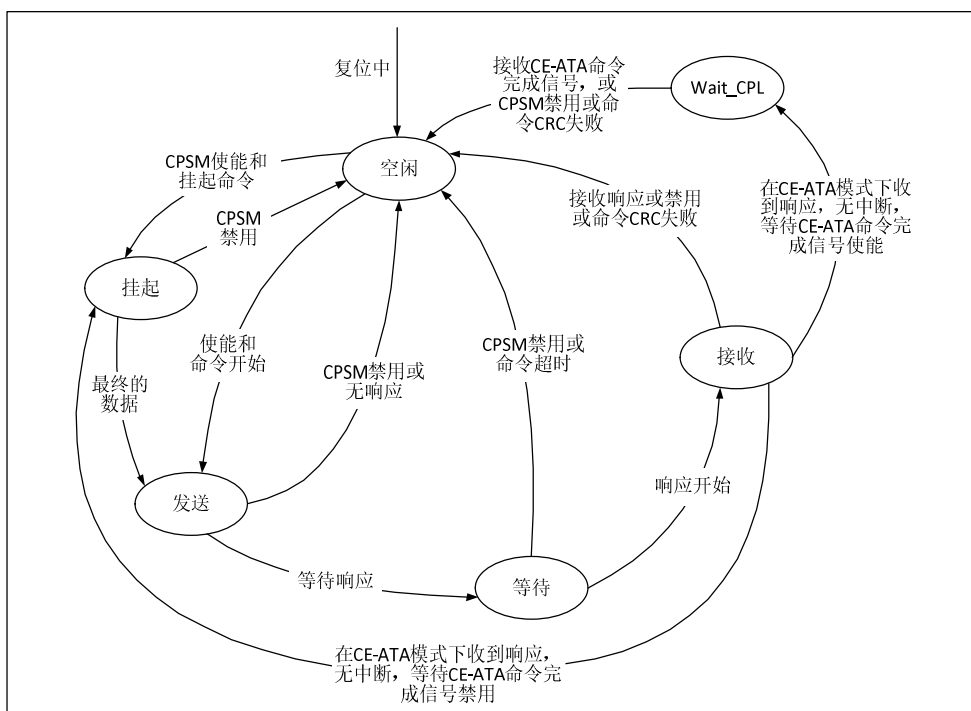 复位中
接收CE-ATA命令
完成信号，或
CPSM禁用或命
令CRC失败
Wait_CPL
空闲
CPSM使能和
挂起命令
CPSM
禁用
接收响应或禁用
或命令CRC失败
在CE-ATA模式下收
到响应，无中断，
等待CE-ATA命令完
成信号使能
挂起
使能和
命令开始
CPSM禁用或
无响应
CPSM禁用或
命令超时
接收
最终的
数据
发送
响应开始
等待响应
等待
在CE-ATA模式下收到响应，
无中断，等待CE-ATA命令完
成信号禁用